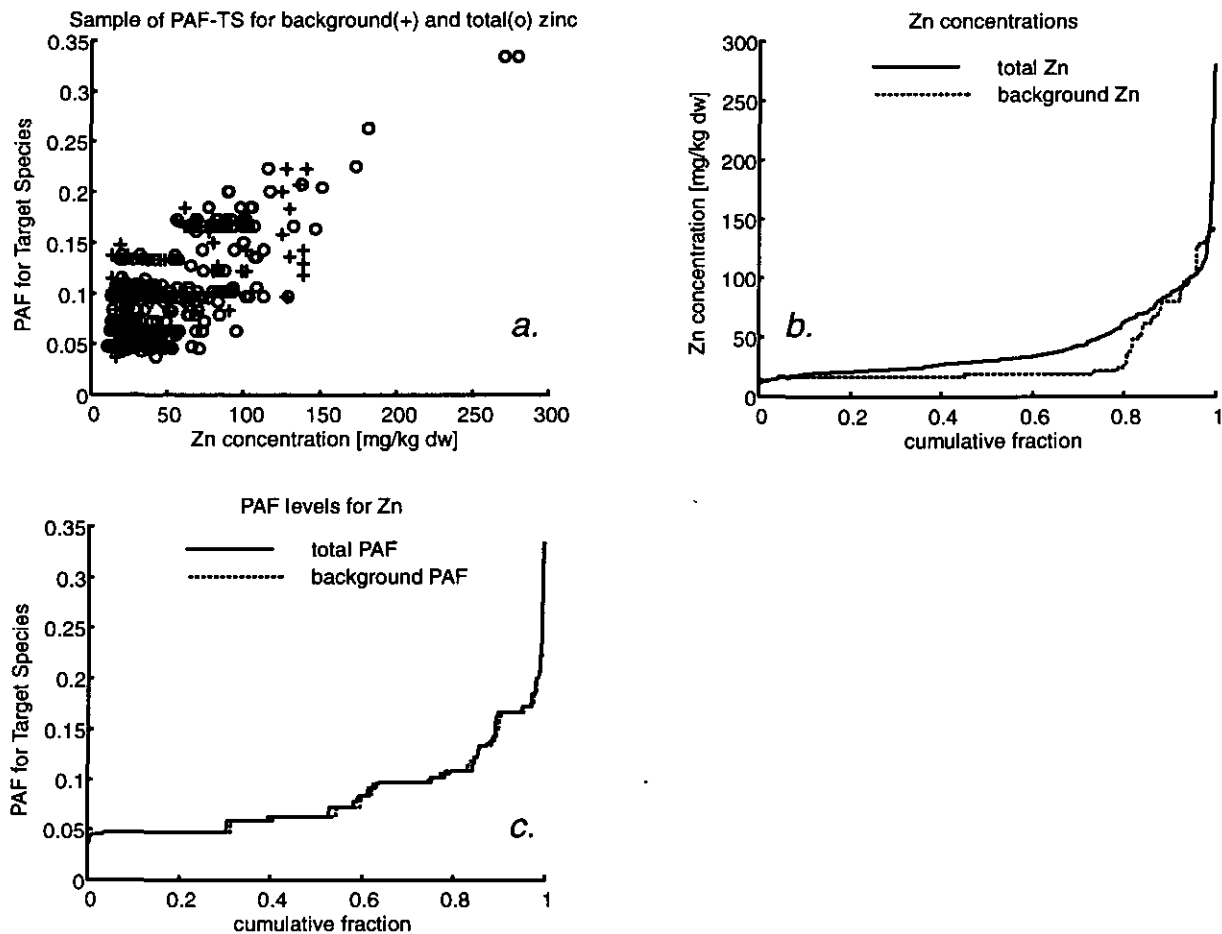 Sample of PAF-TS for background(+) and total(o) zinc
0.35
0.3
0.25
0.2
0.15
0.1
0.05
0
PAF for Target Species
a.
0 50 100 150 200 250 300
Zn concentration [mg/kg dw]
Zn concentrations
300
250
200
150
100
50
0
Zn concentration [mg/kg dw]
total Zn
background Zn
b.
0 0.2 0.4 0.6 0.8 1
cumulative fraction
PAF levels for Zn
0.35
0.3
0.25
0.2
0.15
0.1
0.05
0
PAF for Target Species
total PAF
background PAF
c.
0 0.2 0.4 0.6 0.8 1
cumulative fraction